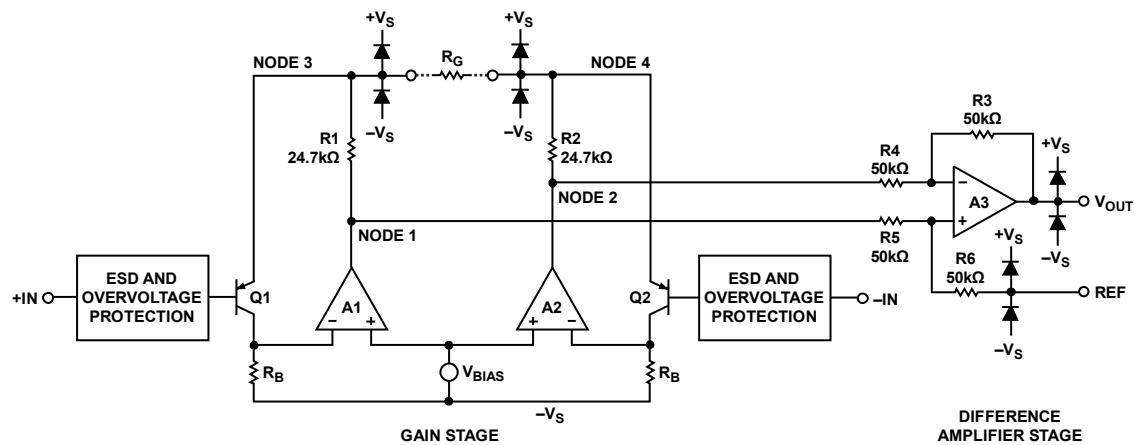 +VS
+VS
NODE 3
RG
NODE 4
–VS
–VS
R1
24.7kΩ
R2
24.7kΩ
R3
50kΩ
R4
50kΩ
+VS
–
A3
+
VOUT
NODE 2
NODE 1
R5
50kΩ
+VS
–VS
R6
50kΩ
REF
–VS
+IN
ESD AND
OVERVOLTAGE
PROTECTION
Q1
A1
–
+
A2
+
–
Q2
ESD AND
OVERVOLTAGE
PROTECTION
–IN
RB
VBIAS
RB
–VS
GAIN STAGE
DIFFERENCE
AMPLIFIER STAGE